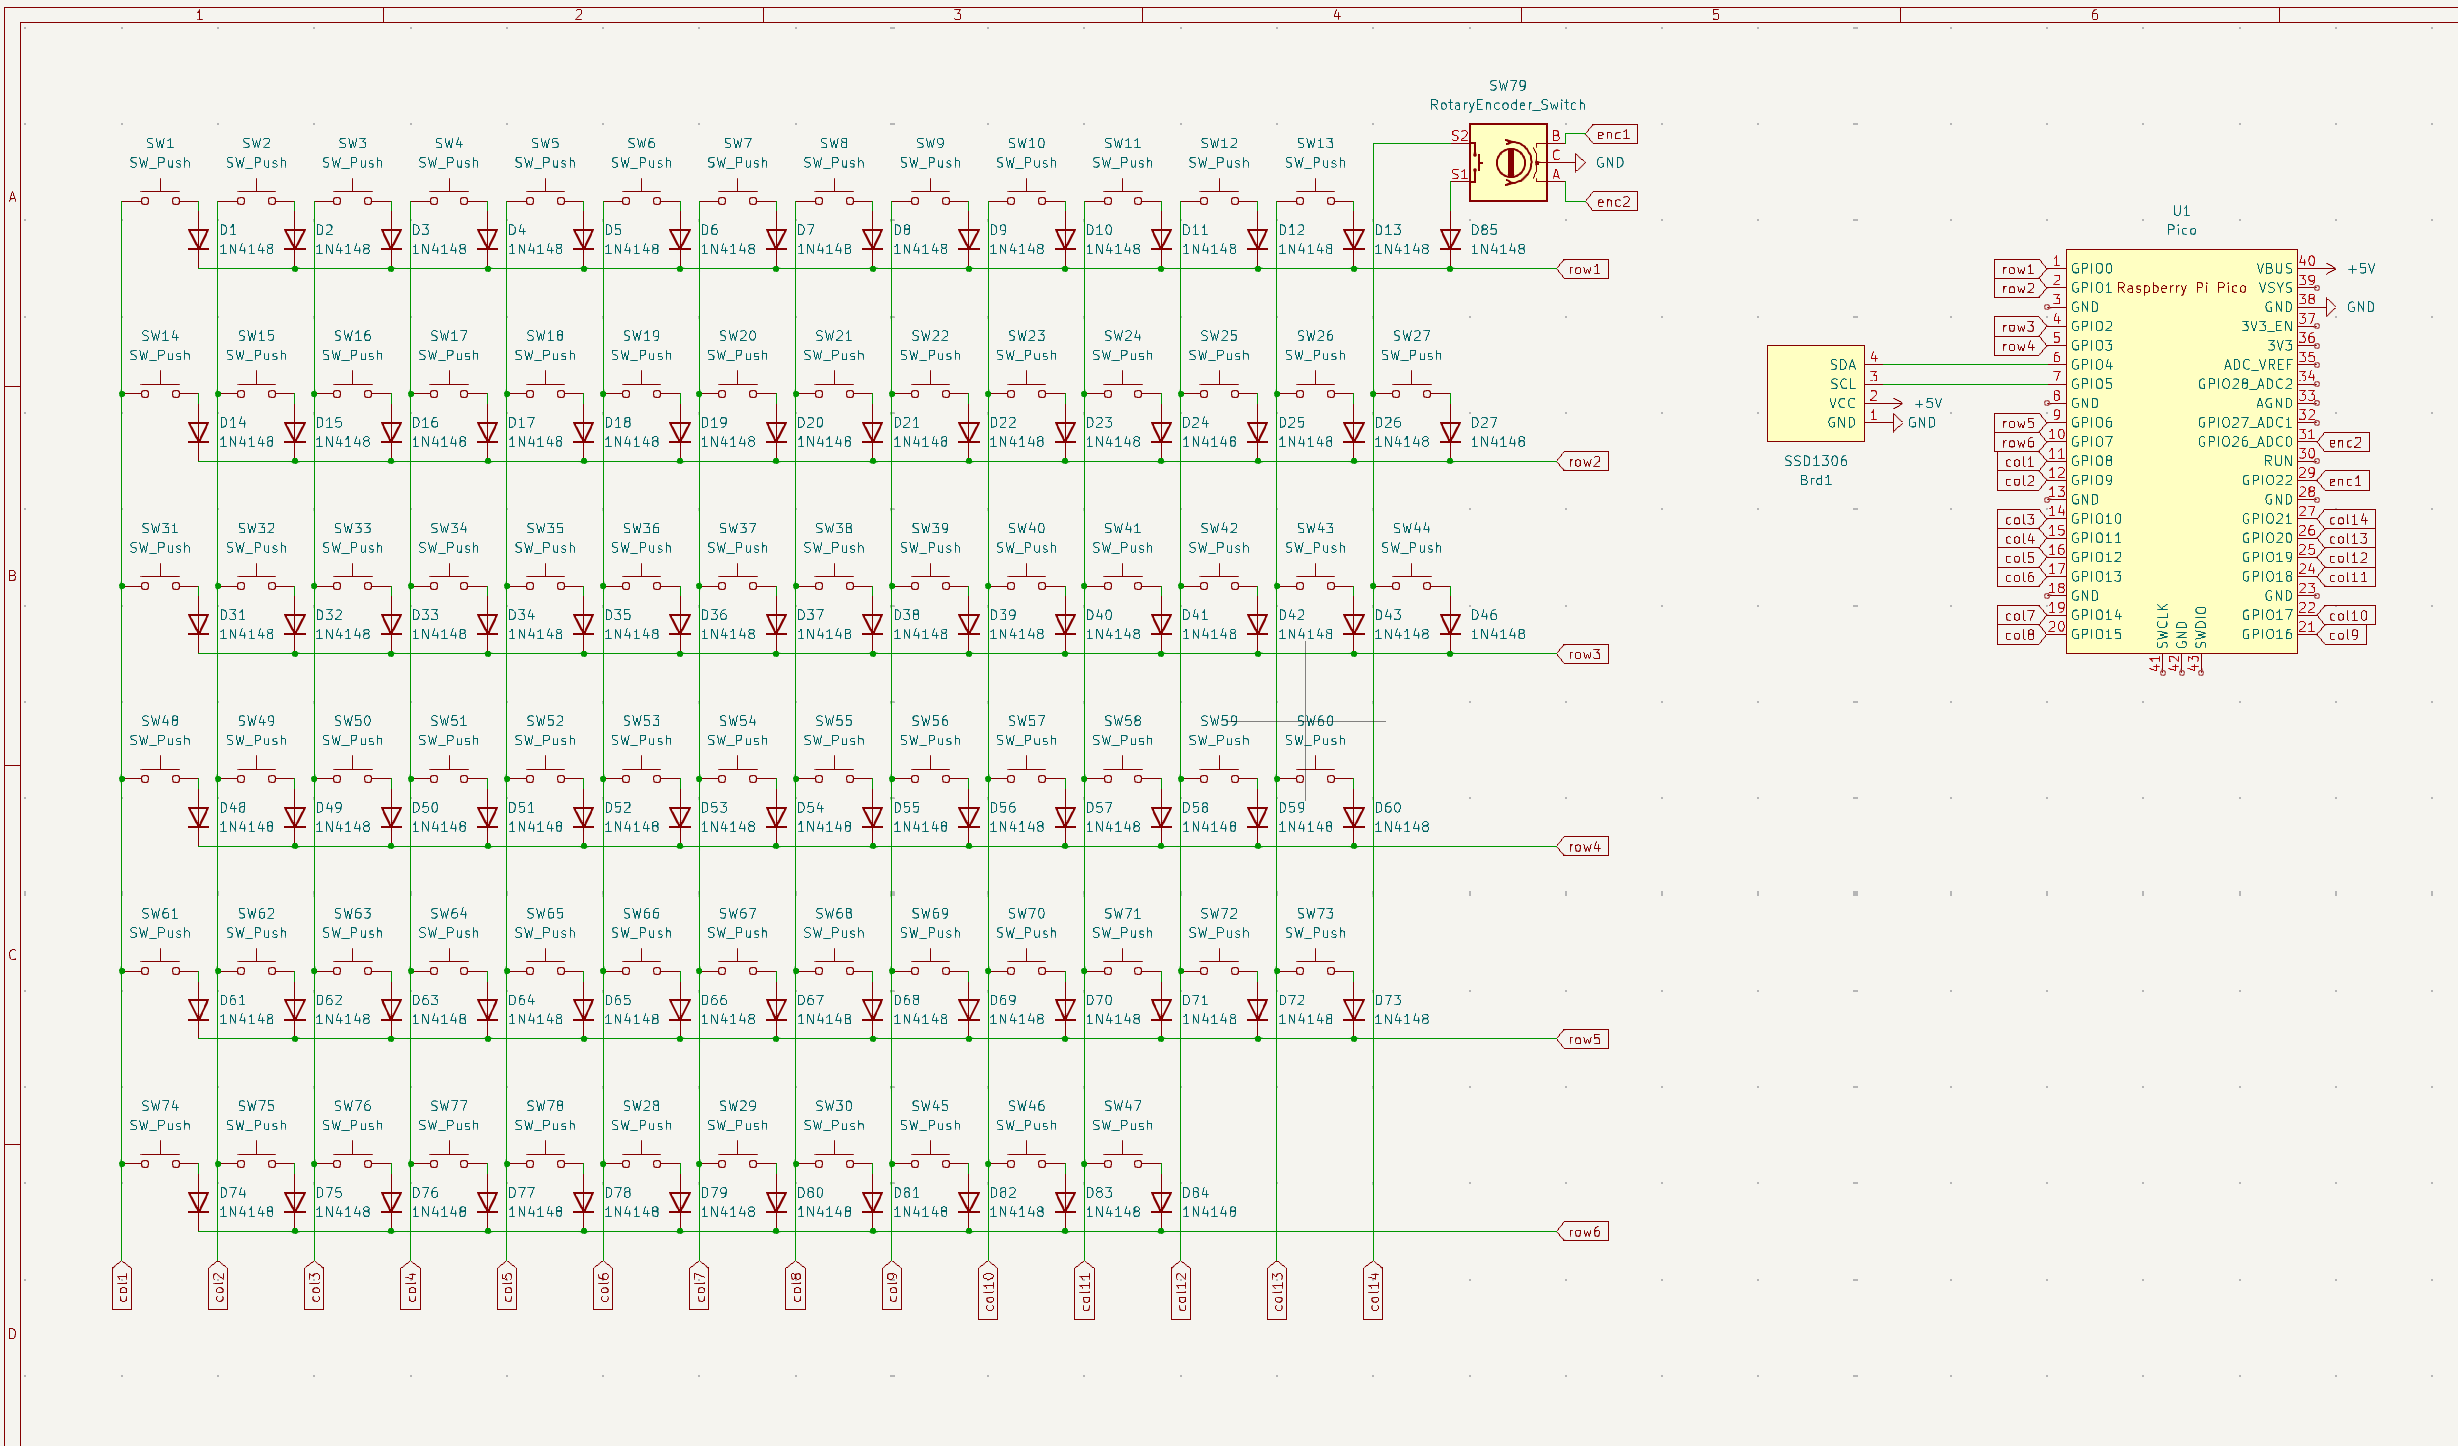 1 2 3 4 5 6
SW79
RotaryEncoder_Switch
S2 B enc1
C GND
S1 A enc2
SW1 SW2 SW3 SW4 SW5 SW6 SW7 SW8 SW9 SW10 SW11 SW12 SW13
SW_Push SW_Push SW_Push SW_Push SW_Push SW_Push SW_Push SW_Push SW_Push SW_Push SW_Push SW_Push SW_Push
A
D1 D2 D3 D4 D5 D6 D7 D8 D9 D10 D11 D12 D13 D85
1N4148 1N4148 1N4148 1N4148 1N4148 1N4148 1N4148 1N4148 1N4148 1N4148 1N4148 1N4148 1N4148 1N4148
row1
SW14 SW15 SW16 SW17 SW18 SW19 SW20 SW21 SW22 SW23 SW24 SW25 SW26 SW27
SW_Push SW_Push SW_Push SW_Push SW_Push SW_Push SW_Push SW_Push SW_Push SW_Push SW_Push SW_Push SW_Push SW_Push
D14 D15 D16 D17 D18 D19 D20 D21 D22 D23 D24 D25 D26 D27
1N4148 1N4148 1N4148 1N4148 1N4148 1N4148 1N4148 1N4148 1N4148 1N4148 1N4148 1N4148 1N4148 1N4148
row2
SW31 SW32 SW33 SW34 SW35 SW36 SW37 SW38 SW39 SW40 SW41 SW42 SW43 SW44
SW_Push SW_Push SW_Push SW_Push SW_Push SW_Push SW_Push SW_Push SW_Push SW_Push SW_Push SW_Push SW_Push SW_Push
B
D31 D32 D33 D34 D35 D36 D37 D38 D39 D40 D41 D42 D43 D46
1N4148 1N4148 1N4148 1N4148 1N4148 1N4148 1N4148 1N4148 1N4148 1N4148 1N4148 1N4148 1N4148 1N4148
row3
SW48 SW49 SW50 SW51 SW52 SW53 SW54 SW55 SW56 SW57 SW58 SW59 SW60
SW_Push SW_Push SW_Push SW_Push SW_Push SW_Push SW_Push SW_Push SW_Push SW_Push SW_Push SW_Push SW_Push
D48 D49 D50 D51 D52 D53 D54 D55 D56 D57 D58 D59 D60
1N4148 1N4148 1N4148 1N4148 1N4148 1N4148 1N4148 1N4148 1N4148 1N4148 1N4148 1N4148 1N4148
row4
SW61 SW62 SW63 SW64 SW65 SW66 SW67 SW68 SW69 SW70 SW71 SW72 SW73
SW_Push SW_Push SW_Push SW_Push SW_Push SW_Push SW_Push SW_Push SW_Push SW_Push SW_Push SW_Push SW_Push
C
D61 D62 D63 D64 D65 D66 D67 D68 D69 D70 D71 D72 D73
1N4148 1N4148 1N4148 1N4148 1N4148 1N4148 1N4148 1N4148 1N4148 1N4148 1N4148 1N4148 1N4148
row5
SW74 SW75 SW76 SW77 SW78 SW28 SW29 SW30 SW45 SW46 SW47
SW_Push SW_Push SW_Push SW_Push SW_Push SW_Push SW_Push SW_Push SW_Push SW_Push SW_Push
D74 D75 D76 D77 D78 D79 D80 D81 D82 D83 D84
1N4148 1N4148 1N4148 1N4148 1N4148 1N4148 1N4148 1N4148 1N4148 1N4148 1N4148
row6
col1 col2 col3 col4 col5 col6 col7 col8 col9 col10 col11 col12 col13 col14
D
SDA 4
SCL 3
VCC 2 +5V
GND 1 GND
SSD1306
Brd1
U1
Pico
row1 1 GPIO0 VBUS 40 +5V
row2 2 GPIO1 Raspberry Pi Pico VSYS 39
3 GND GND 38 GND
row3 4 GPIO2 3V3_EN 37
row4 5 GPIO3 3V3 36
6 GPIO4 ADC_VREF 35
7 GPIO5 GPIO28_ADC2 34
8 GND AGND 33
row5 9 GPIO6 GPIO27_ADC1 32
row6 10 GPIO7 GPIO26_ADC0 31 enc2
col1 11 GPIO8 RUN 30
col2 12 GPIO9 GPIO22 29 enc1
13 GND GND 28
col3 14 GPIO10 GPIO21 27 col14
col4 15 GPIO11 GPIO20 26 col13
col5 16 GPIO12 GPIO19 25 col12
col6 17 GPIO13 GPIO18 24 col11
18 GND GND 23
col7 19 GPIO14 GPIO17 22 col10
col8 20 GPIO15 GPIO16 21 col9
SWCLK GND SWDIO
41 42 43